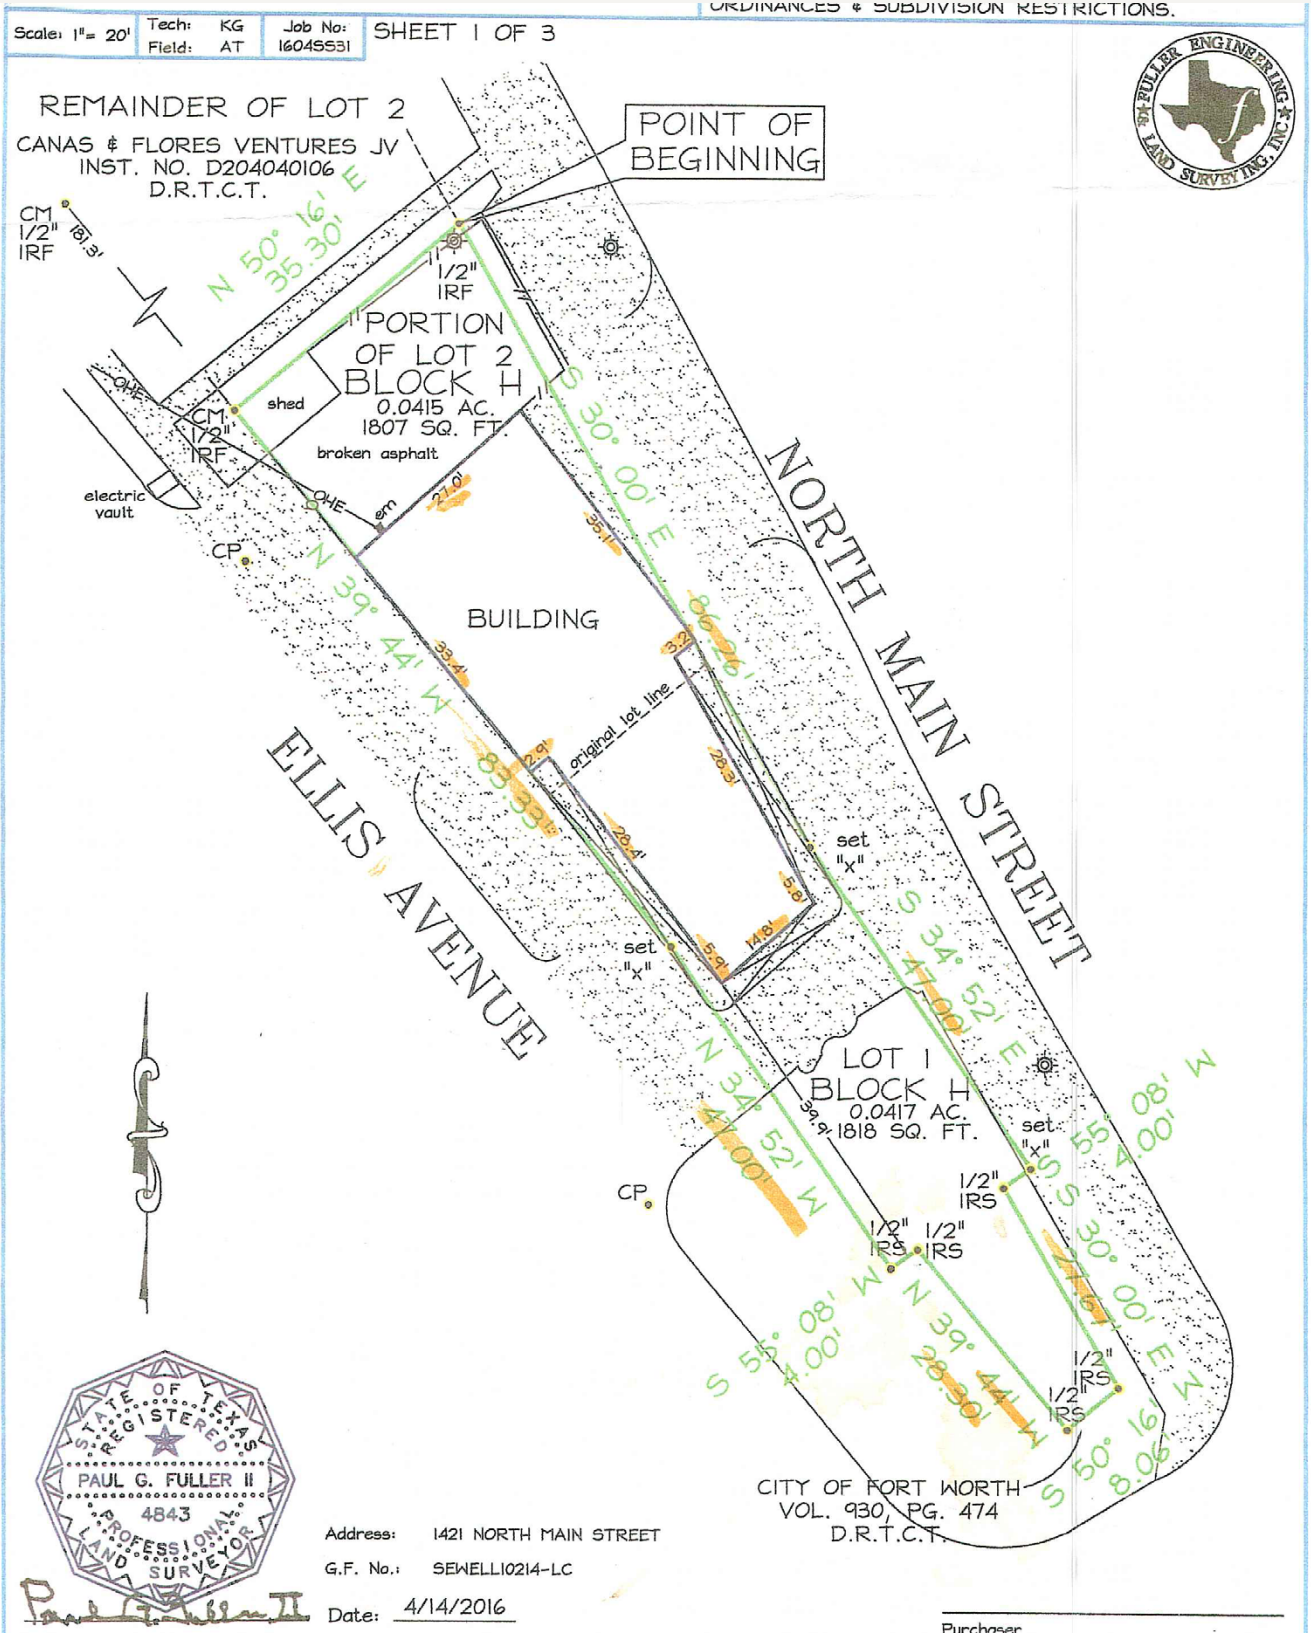 ORDINANCES & SUBDIVISION RESTRICTIONS.
Scale: 1"= 20'
Tech: KG
Field: AT
Job No:
1604SS31
SHEET 1 OF 3
FULLER ENGINEERING &
LAND SURVEYING, INC.
f
REMAINDER OF LOT 2
CANAS & FLORES VENTURES JV
INST. NO. D204040106
D.R.T.C.T.
POINT OF
BEGINNING
CM
1/2"
IRF
181.3'
N 50° 16' E
35.30'
1/2"
IRF
PORTION
OF LOT 2
BLOCK H
0.0415 AC.
1807 SQ. FT.
shed
OHE
CM
1/2"
IRF
broken asphalt
electric
vault
OHE
em
27.0'
35.1'
S 30° 00' E
86.26'
CP
N 39° 44' W
83.33'
BUILDING
33.4'
3.2'
2.9'
original lot line
28.3'
28.4'
NORTH MAIN STREET
ELLIS AVENUE
set
"x"
5.8'
14.8'
5.9'
set
"x"
S 34° 52' E
47.00'
N 34° 52' W
47.00'
LOT 1
BLOCK H
0.0417 AC.
1818 SQ. FT.
39.9'
set
"x"
S 55° 08' W
4.00'
1/2"
IRS
CP
1/2"
IRS
1/2"
IRS
S 55° 08' W
4.00'
S 30° 00' E
27.67'
N 39° 44' W
28.30'
1/2"
IRS
1/2"
IRS
S 50° 16' W
8.06'
CITY OF FORT WORTH
VOL. 930, PG. 474
D.R.T.C.T.
STATE OF TEXAS
REGISTERED
PAUL G. FULLER II
4843
PROFESSIONAL
LAND SURVEYOR
Paul G. Fuller II
Address: 1421 NORTH MAIN STREET
G.F. No.: SEWELL10214-LC
Date: 4/14/2016
Purchaser